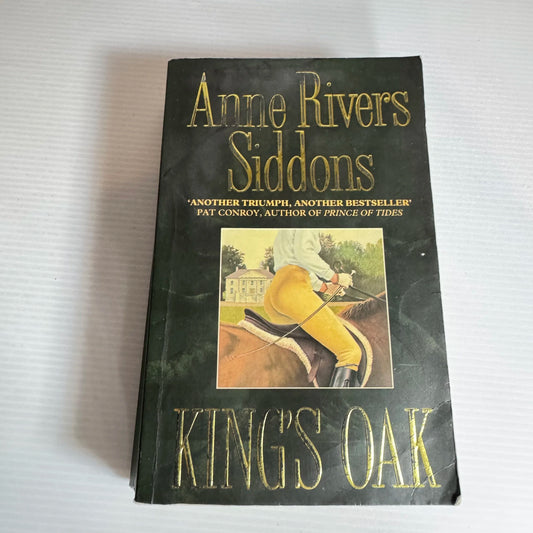 Anne Rivers
Siddons
'ANOTHER TRIUMPH, ANOTHER BESTSELLER'
PAT CONROY, AUTHOR OF PRINCE OF TIDES
KING'S OAK